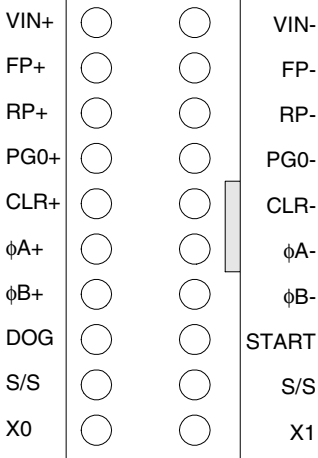 VIN+ VIN-
FP+ FP-
RP+ RP-
PG0+ PG0-
CLR+ CLR-
ϕA+ ϕA-
ϕB+ ϕB-
DOG START
S/S S/S
X0 X1